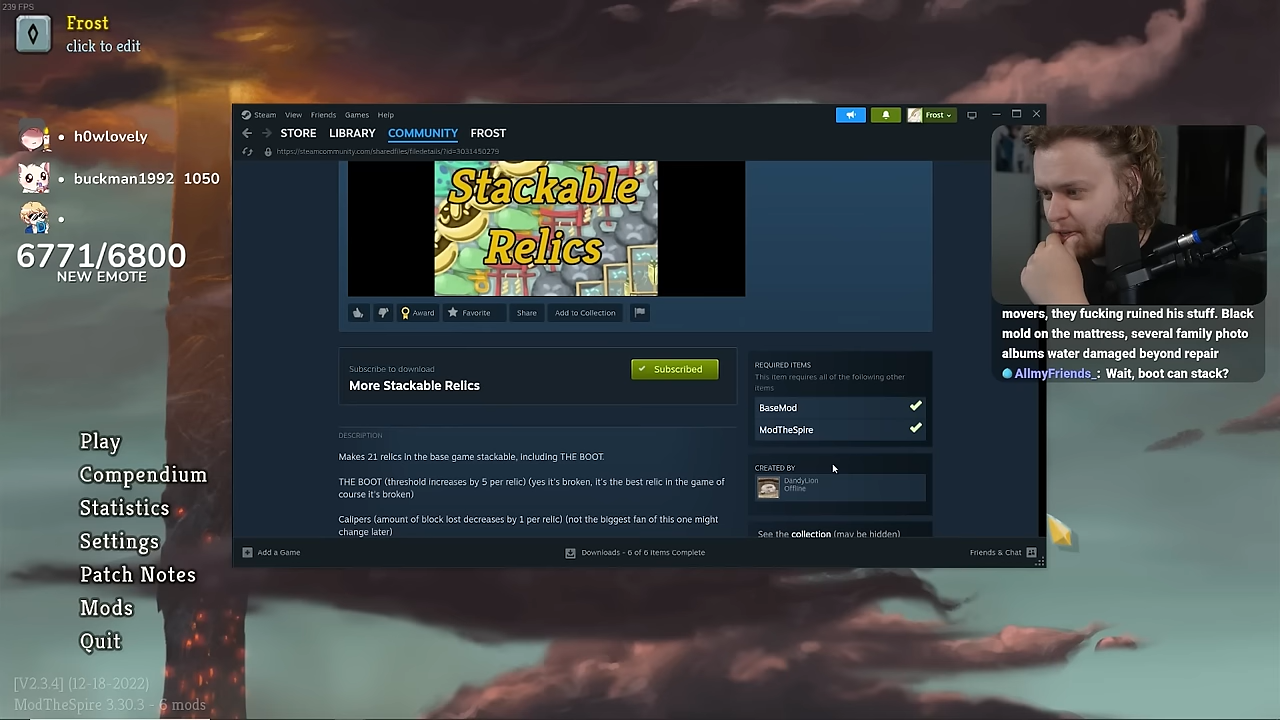 239 FPS
Frost
click to edit
• h0wlovely
• buckman1992 1050
•
6771/6800
NEW EMOTE
Play
Compendium
Statistics
Settings
Patch Notes
Mods
Quit
[V2.3.4] (12-18-2022)
ModTheSpire 3.30.3 - 6 mods
Steam View Friends Games Help
Frost
STORE LIBRARY COMMUNITY FROST
https://steamcommunity.com/sharedfiles/filedetails/?id=3031450279
Stackable
Relics
Award Favorite Share Add to Collection
Subscribe to download
More Stackable Relics
Subscribed
DESCRIPTION
Makes 21 relics in the base game stackable, including THE BOOT.
THE BOOT (threshold increases by 5 per relic) (yes it's broken, it's the best relic in the game of
course it's broken)
Calipers (amount of block lost decreases by 1 per relic) (not the biggest fan of this one might
change later)
REQUIRED ITEMS
This item requires all of the following other
items
BaseMod
ModTheSpire
CREATED BY
DandyLion
Offline
See the collection (may be hidden)
Add a Game
Downloads - 6 of 6 Items Complete
Friends & Chat
movers, they fucking ruined his stuff. Black
mold on the mattress, several family photo
albums water damaged beyond repair
AllmyFriends_: Wait, boot can stack?